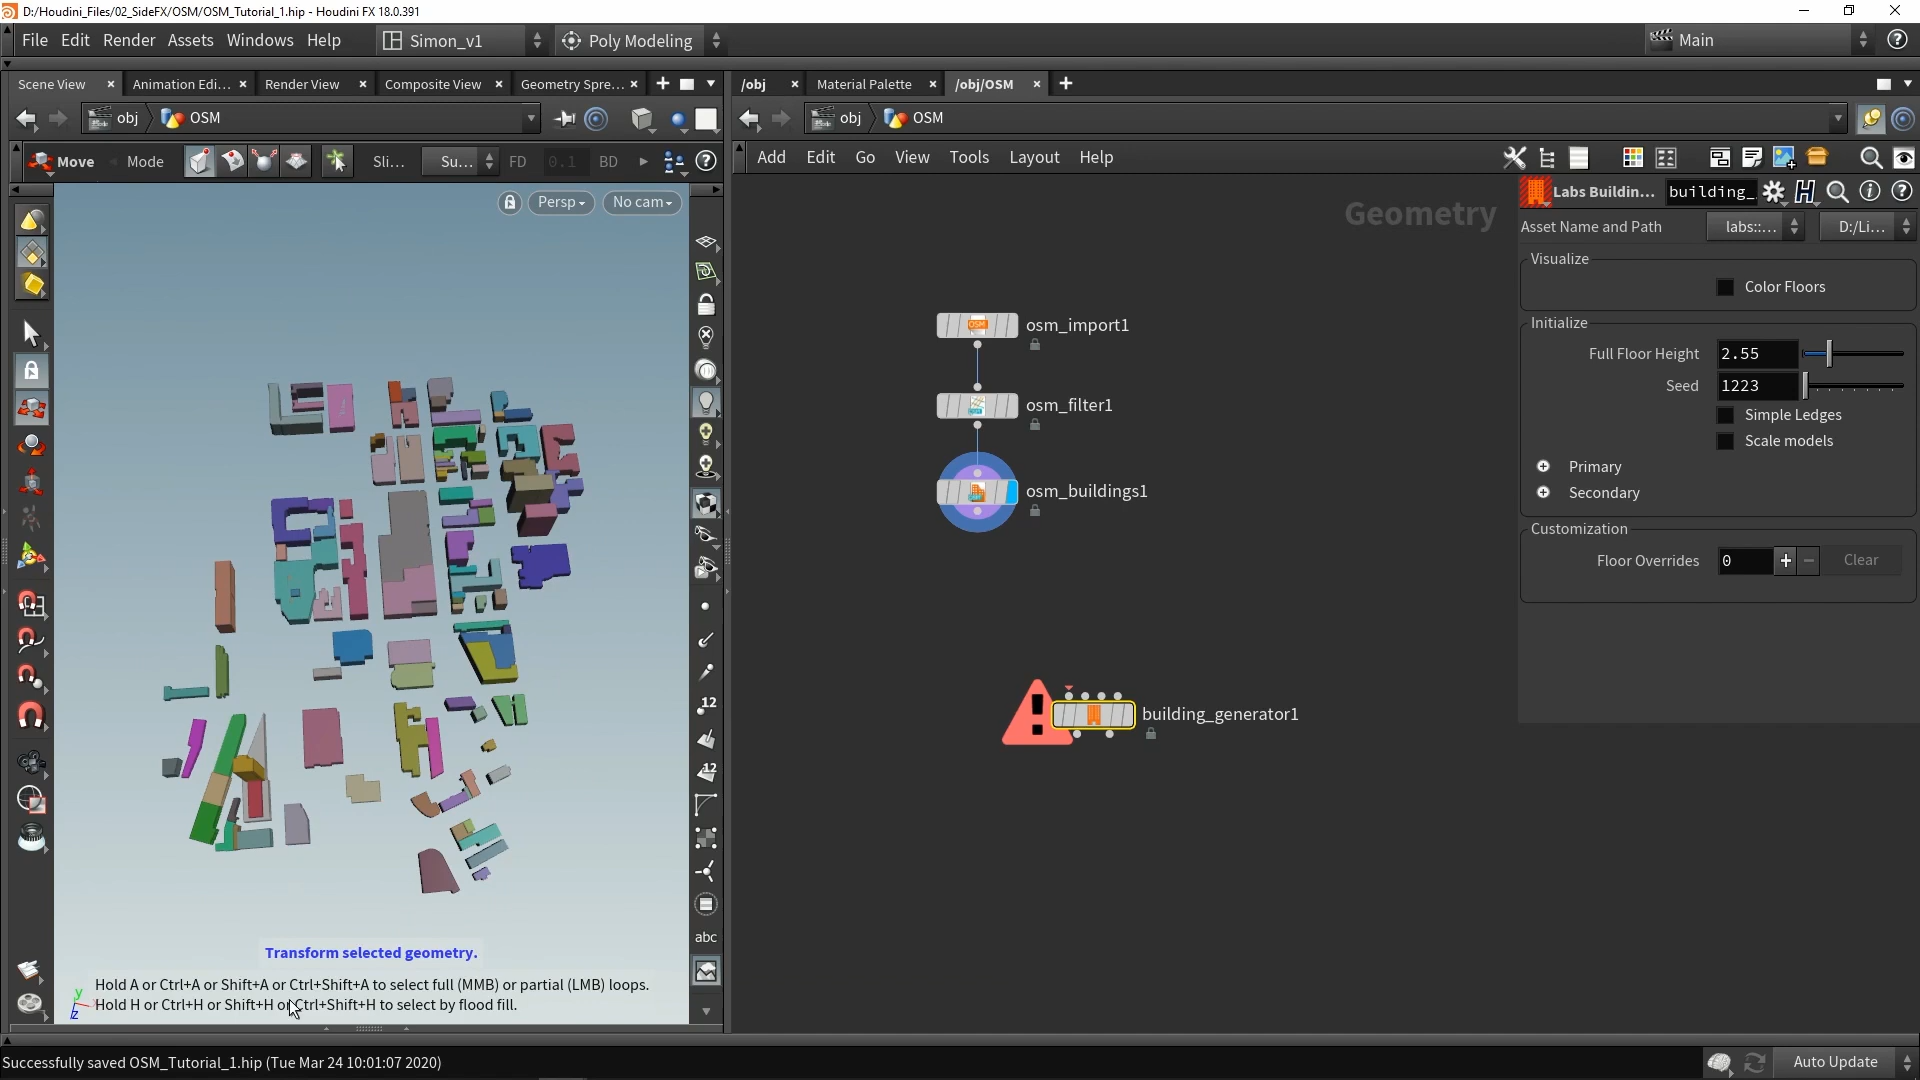 D:/Houdini_Files/02_SideFX/OSM/OSM_Tutorial_1.hip - Houdini FX 18.0.391
File Edit Render Assets Windows Help Simon_v1 Poly Modeling Main
Scene View Animation Edi... Render View Composite View Geometry Spre...
/obj Material Palette /obj/OSM
obj OSM
obj OSM
Move Mode Sli... Su... FD 0.1 BD
Add Edit Go View Tools Layout Help
Persp No cam
Geometry
Labs Buildin... building_
Asset Name and Path labs::... D:/Li...
Visualize
Color Floors
Initialize
Full Floor Height 2.55
Seed 1223
Simple Ledges
Scale models
Primary
Secondary
Customization
Floor Overrides 0 Clear
OSM
osm_import1
osm_filter1
osm_buildings1
building_generator1
12
12
abc
Transform selected geometry.
Hold A or Ctrl+A or Shift+A or Ctrl+Shift+A to select full (MMB) or partial (LMB) loops.
Hold H or Ctrl+H or Shift+H or Ctrl+Shift+H to select by flood fill.
y
z
Successfully saved OSM_Tutorial_1.hip (Tue Mar 24 10:01:07 2020)
Auto Update